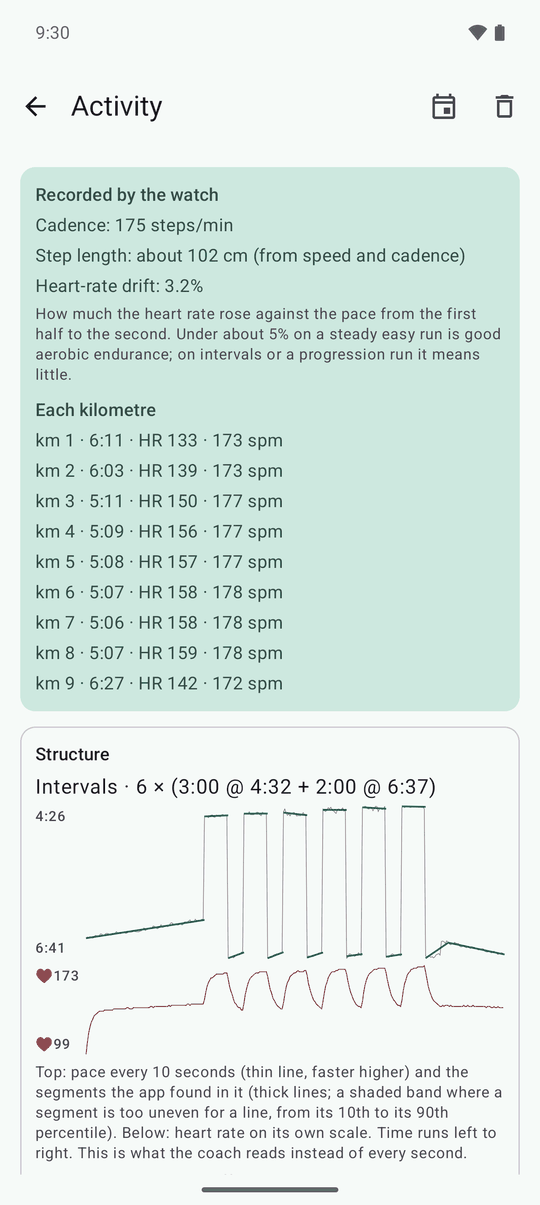 9:30
Activity
Recorded by the watch
Cadence: 175 steps/min
Step length: about 102 cm (from speed and cadence)
Heart-rate drift: 3.2%
How much the heart rate rose against the pace from the first
half to the second. Under about 5% on a steady easy run is good
aerobic endurance; on intervals or a progression run it means
little.
Each kilometre
km 1 · 6:11 · HR 133 · 173 spm
km 2 · 6:03 · HR 139 · 173 spm
km 3 · 5:11 · HR 150 · 177 spm
km 4 · 5:09 · HR 156 · 177 spm
km 5 · 5:08 · HR 157 · 177 spm
km 6 · 5:07 · HR 158 · 178 spm
km 7 · 5:06 · HR 158 · 178 spm
km 8 · 5:07 · HR 159 · 178 spm
km 9 · 6:27 · HR 142 · 172 spm
Structure
Intervals · 6 × (3:00 @ 4:32 + 2:00 @ 6:37)
4:26
6:41
173
99
Top: pace every 10 seconds (thin line, faster higher) and the
segments the app found in it (thick lines; a shaded band where a
segment is too uneven for a line, from its 10th to its 90th
percentile). Below: heart rate on its own scale. Time runs left to
right. This is what the coach reads instead of every second.